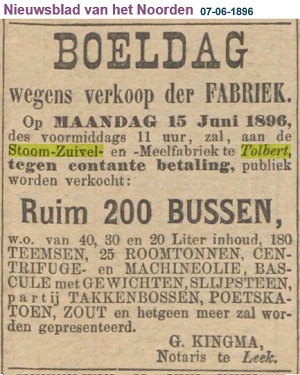 Nieuwsblad van het Noorden 07-06-1896
BOELDAG
wegens verkoop der FABRIEK.
Op MAANDAG 15 Juni 1896,
des voormiddags 11 uur, zal, aan de
Stoom-Zuivel- en -Meelfabriek te Tolbert,
tegen contante betaling, publiek
worden verkocht:
Ruim 200 BUSSEN,
w.o. van 40, 30 en 20 Liter inhoud, 180
TEEMSEN, 25 ROOMTONNEN, CEN-
TRIFUGE- en MACHINEOLIE, BAS-
CULE met GEWICHTEN, SLIJPSTEEN,
partij TAKKENBOSSEN, POETSKA-
TOEN, ZOUT en hetgeen meer zal wor-
den gepresenteerd.
G. KINGMA,
Notaris te Leek.